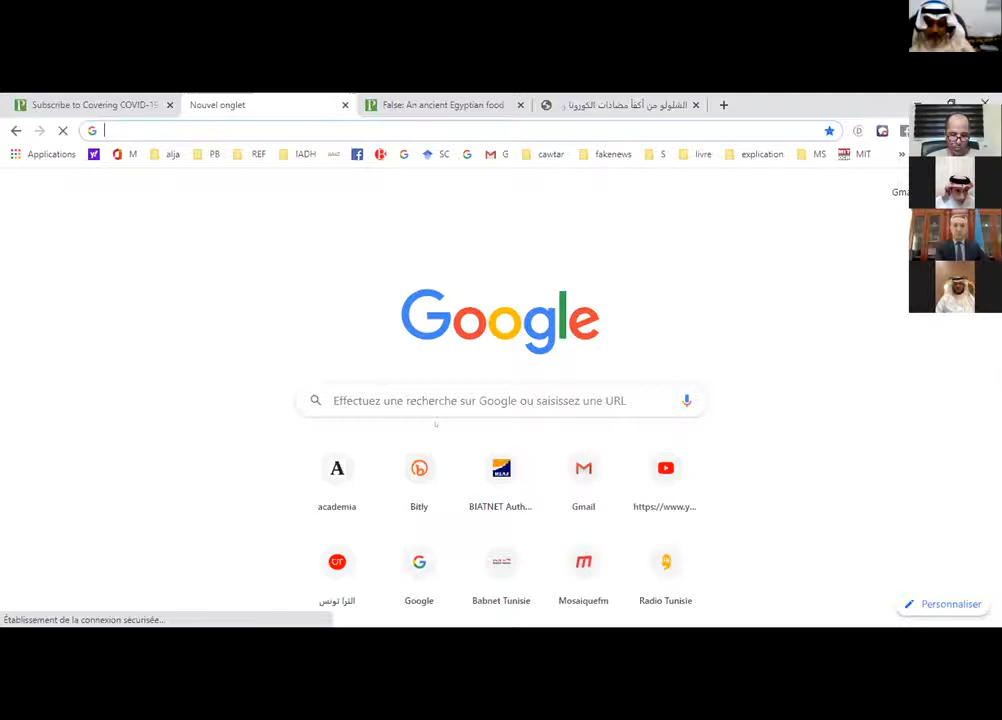 Subscribe to Covering COVID-19
Nouvel onglet
False: An ancient Egyptian food
الشلولو من أكفأ مضادات الكورونا و
Applications
M
alja
PB
REF
IADH
SC
G
cawtar
fakenews
S
livre
explication
MS
MIT
»
Gma
Google
Effectuez une recherche sur Google ou saisissez une URL
academia
Bitly
BIATNET Auth...
Gmail
https://www.y...
الترا تونس
Google
Babnet Tunisie
Mosaiquefm
Radio Tunisie
Personnaliser
Établissement de la connexion sécurisée...